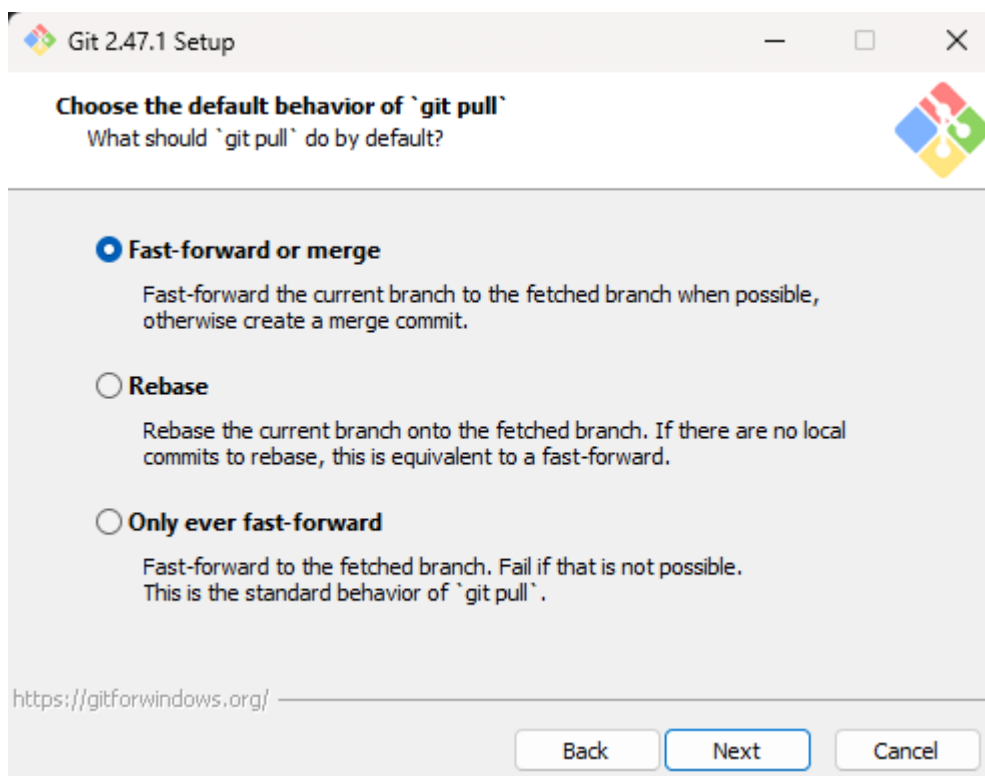 Git 2.47.1 Setup
Choose the default behavior of `git pull`
What should `git pull` do by default?
Fast-forward or merge
Fast-forward the current branch to the fetched branch when possible,
otherwise create a merge commit.
Rebase
Rebase the current branch onto the fetched branch. If there are no local
commits to rebase, this is equivalent to a fast-forward.
Only ever fast-forward
Fast-forward to the fetched branch. Fail if that is not possible.
This is the standard behavior of `git pull`.
https://gitforwindows.org/
Back Next Cancel